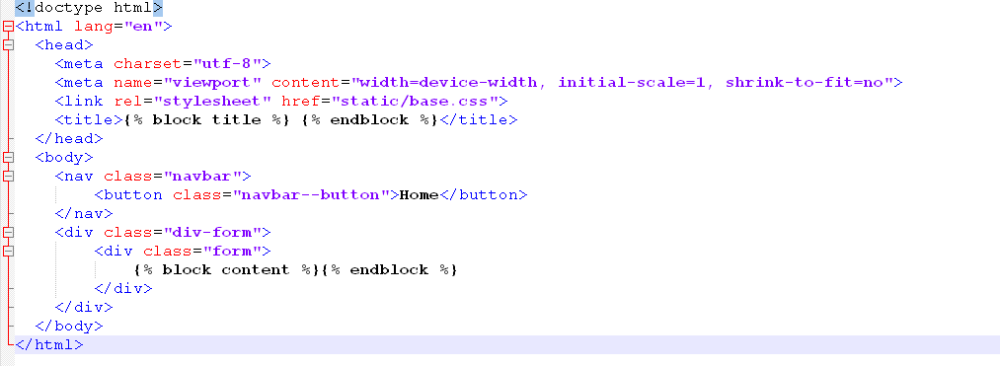 <!doctype html>
<html lang="en">
  <head>
    <meta charset="utf-8">
    <meta name="viewport" content="width=device-width, initial-scale=1, shrink-to-fit=no">
    <link rel="stylesheet" href="static/base.css">
    <title>{% block title %} {% endblock %}</title>
  </head>
  <body>
    <nav class="navbar">
        <button class="navbar--button">Home</button>
    </nav>
    <div class="div-form">
        <div class="form">
            {% block content %}{% endblock %}
        </div>
    </div>
  </body>
</html>